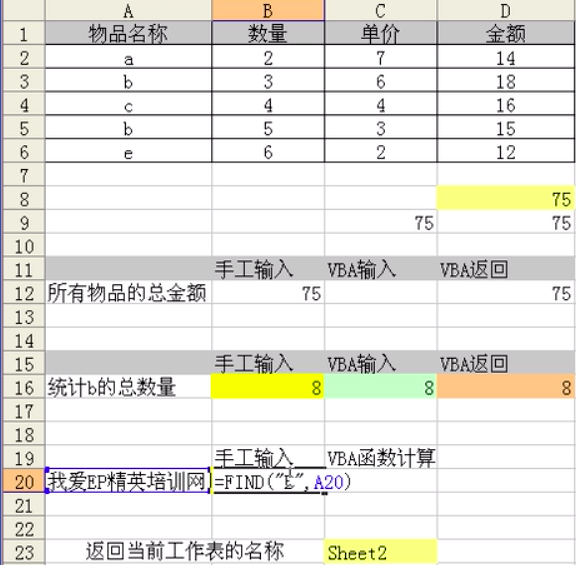 A B C D
1 物品名称 数量 单价 金额
2 a 2 7 14
3 b 3 6 18
4 c 4 4 16
5 b 5 3 15
6 e 6 2 12
7
8 75
9 75 75
10
11 手工输入 VBA输入 VBA返回
12 所有物品的总金额 75 75
13
14
15 手工输入 VBA输入 VBA返回
16 统计b的总数量 8 8 8
17
18
19 手工输入 VBA函数计算
20 我爱EP精英培训网 =FIND("E",A20)
21
22
23 返回当前工作表的名称 Sheet2